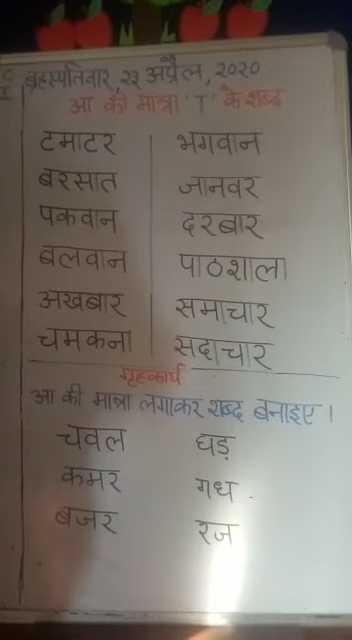 बृहस्पतिवार, २३ अप्रैल, २०२०
आ की मात्रा 'ा' के शब्द
टमाटर भगवान
बरसात जानवर
पकवान दरबार
बलवान पाठशाला
अखबार समाचार
चमकना सदाचार
गृहकार्य
आ की मात्रा लगाकर शब्द बनाइए।
चवल घड़
कमर गध
बजर रज